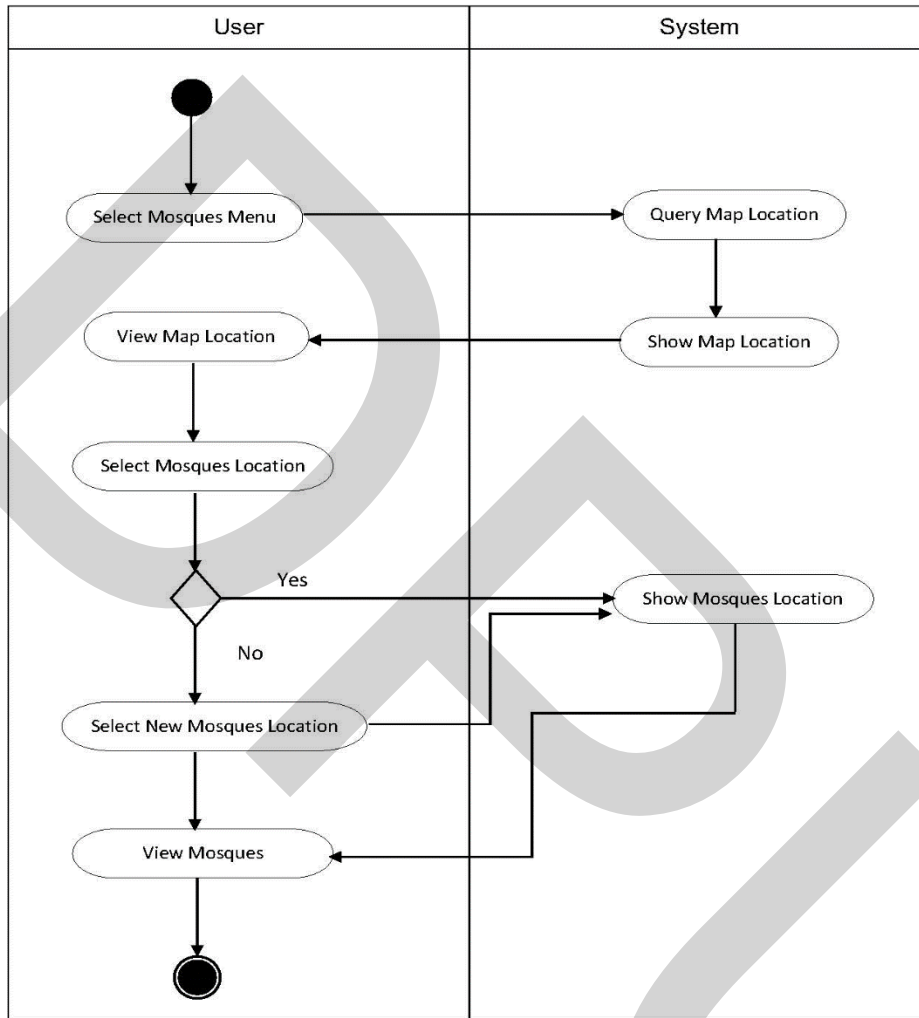 User
System
Select Mosques Menu
Query Map Location
View Map Location
Show Map Location
Select Mosques Location
Yes
Show Mosques Location
No
Select New Mosques Location
View Mosques